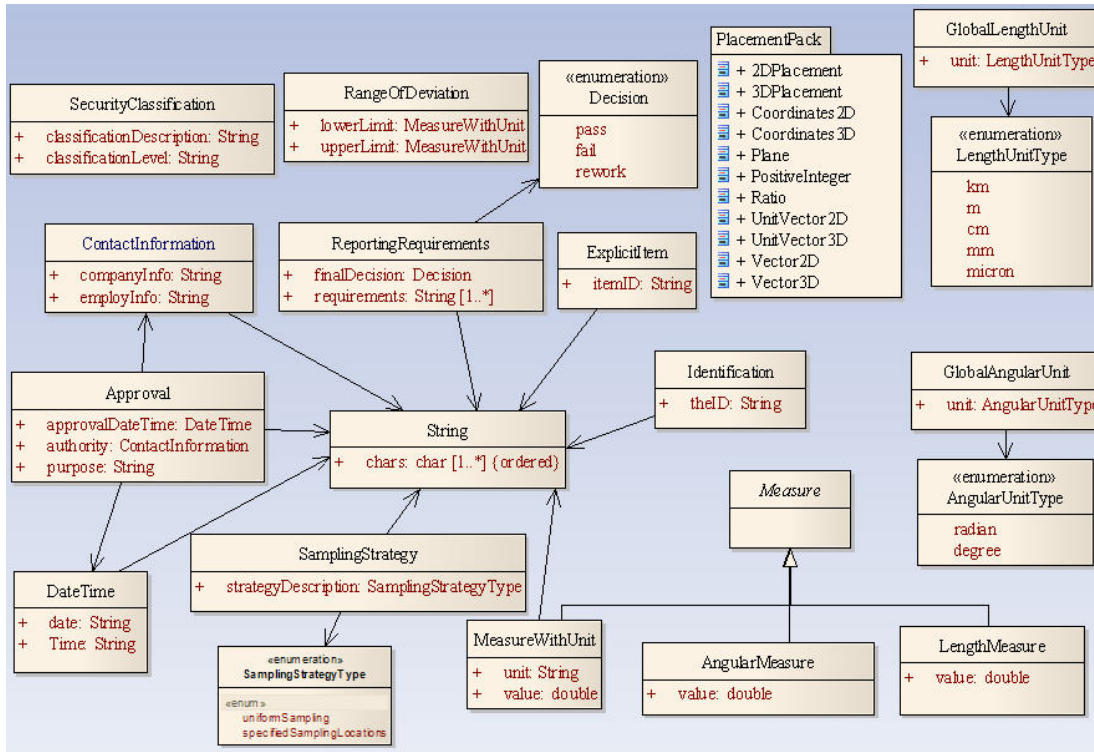 SecurityClassification
+ classificationDescription: String
+ classificationLevel: String
RangeOfDeviation
+ lowerLimit: MeasureWithUnit
+ upperLimit: MeasureWithUnit
«enumeration»
Decision
pass
fail
rework
PlacementPack
+ 2DPlacement
+ 3DPlacement
+ Coordinates2D
+ Coordinates3D
+ Plane
+ PositiveInteger
+ Ratio
+ UnitVector2D
+ UnitVector3D
+ Vector2D
+ Vector3D
GlobalLengthUnit
+ unit: LengthUnitType
«enumeration»
LengthUnitType
km
m
cm
mm
micron
ContactInformation
+ companyInfo: String
+ employInfo: String
ReportingRequirements
+ finalDecision: Decision
+ requirements: String [1..*]
ExplicitItem
+ itemID: String
Approval
+ approvalDateTime: DateTime
+ authority: ContactInformation
+ purpose: String
String
+ chars: char [1..*] {ordered}
Identification
+ theID: String
GlobalAngularUnit
+ unit: AngularUnitType
«enumeration»
AngularUnitType
radian
degree
Measure
DateTime
+ date: String
+ Time: String
SamplingStrategy
+ strategyDescription: SamplingStrategyType
«enumeration»
SamplingStrategyType
«enum»
uniformSampling
specifiedSamplingLocations
MeasureWithUnit
+ unit: String
+ value: double
AngularMeasure
+ value: double
LengthMeasure
+ value: double